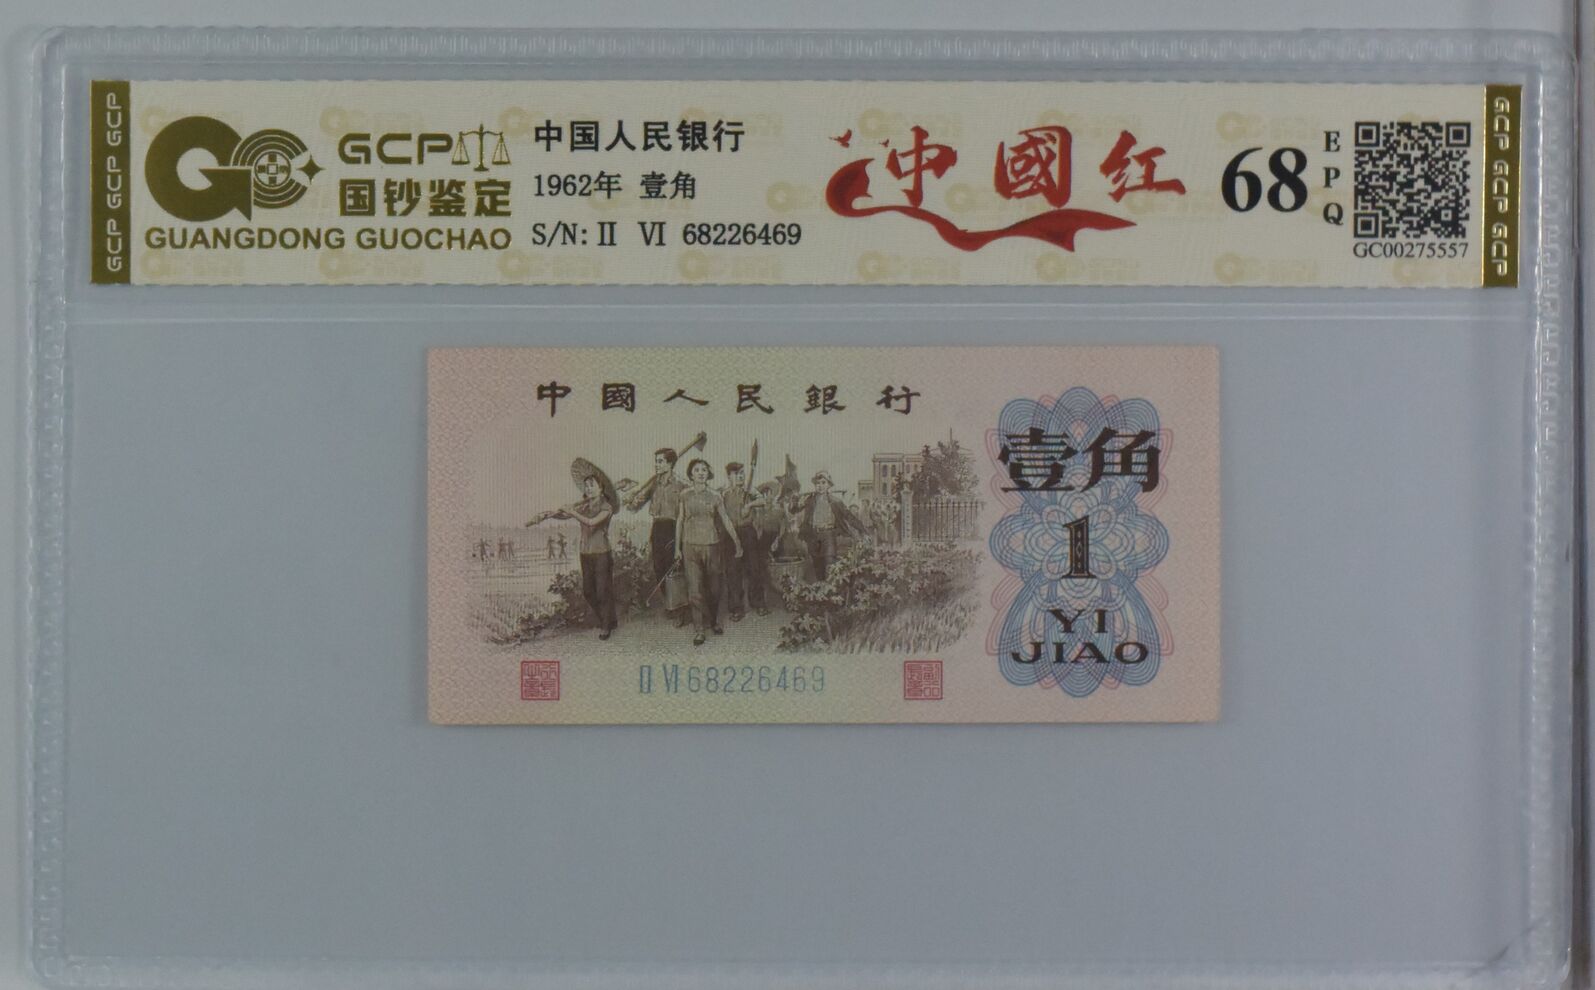 GCP GCP GCP
GCP
国钞鉴定
GUANGDONG GUOCHAO
中国人民银行
1962年 壹角
S/N: II VI 68226469
中國红
68
EPQ
GC00275557
GCP GCP GCP
中國人民銀行
壹角
1
YI
JIAO
II VI 68226469